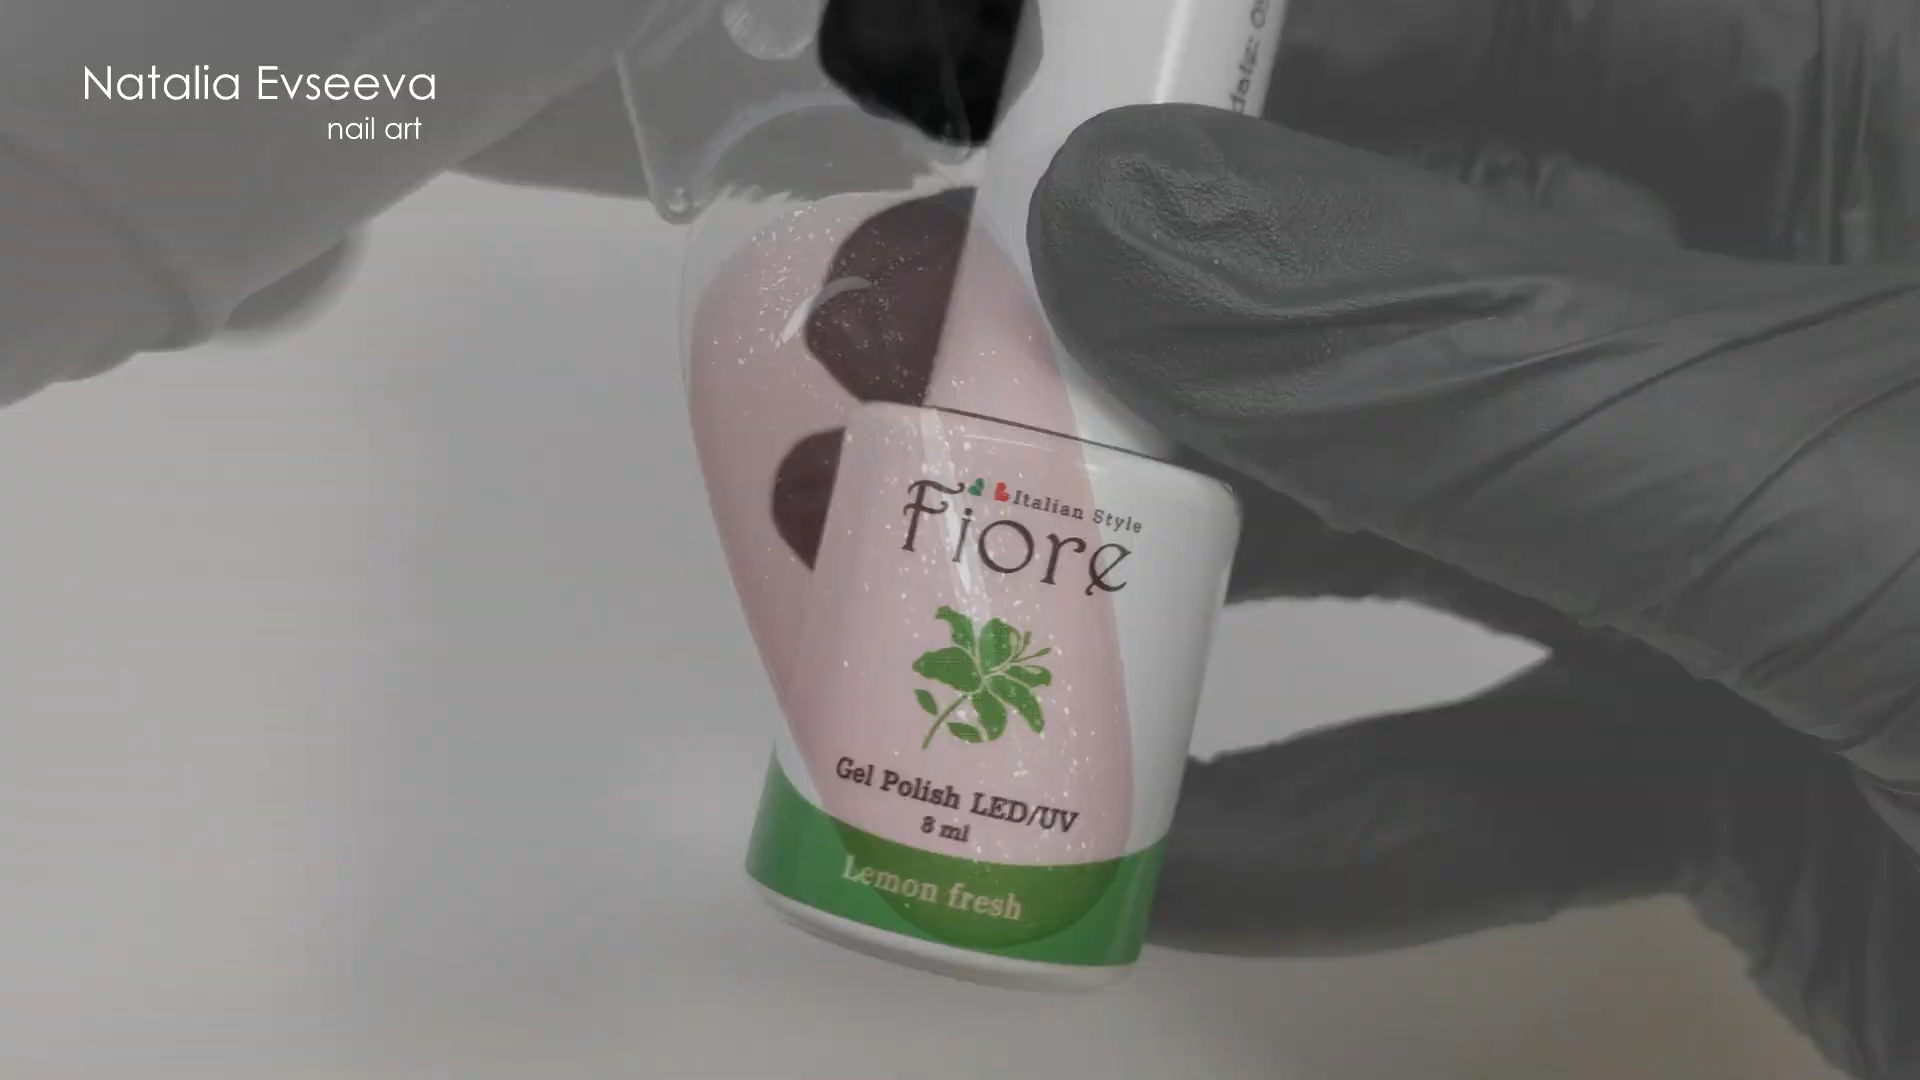 Natalia Evseeva
nail art
Italian Style
Fiore
Gel Polish LED/UV
8 ml
Lemon fresh